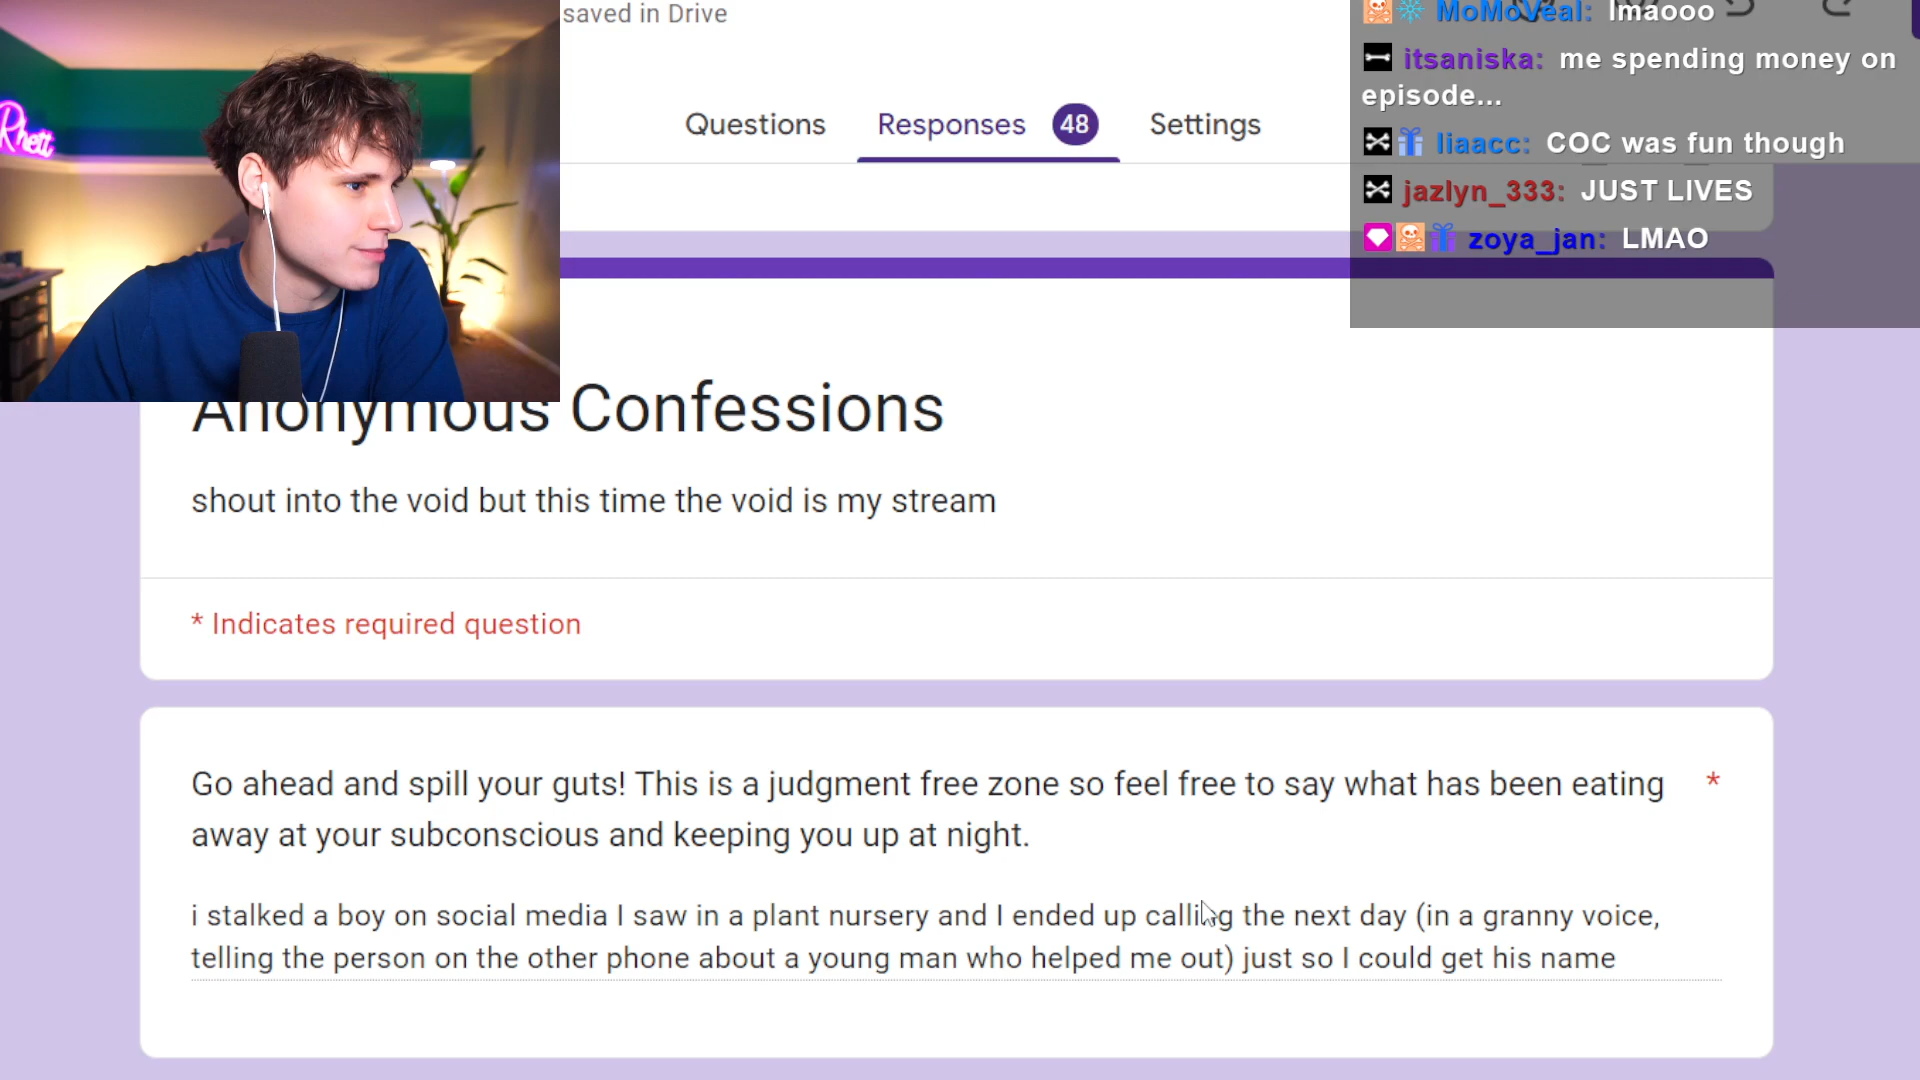 saved in Drive
Questions Responses 48 Settings
MoMoVeal: lmaooo
itsaniska: me spending money on
episode...
liaacc: COC was fun though
jazlyn_333: JUST LIVES
zoya_jan: LMAO
Rhett
Anonymous Confessions
shout into the void but this time the void is my stream
* Indicates required question
Go ahead and spill your guts! This is a judgment free zone so feel free to say what has been eating *
away at your subconscious and keeping you up at night.
i stalked a boy on social media I saw in a plant nursery and I ended up calling the next day (in a granny voice,
telling the person on the other phone about a young man who helped me out) just so I could get his name